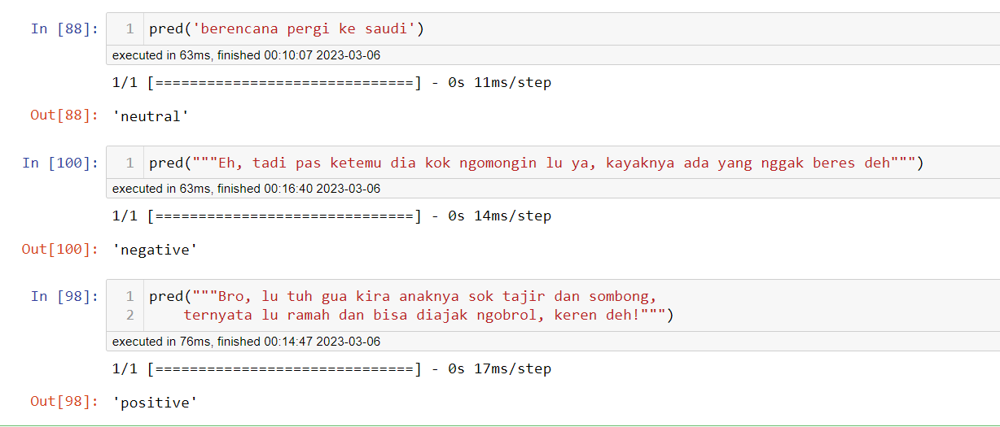 In [88]: 1 pred('berencana pergi ke saudi')
executed in 63ms, finished 00:10:07 2023-03-06
1/1 [==============================] - 0s 11ms/step
Out[88]: 'neutral'
In [100]: 1 pred("""Eh, tadi pas ketemu dia kok ngomongin lu ya, kayaknya ada yang nggak beres deh""")
executed in 63ms, finished 00:16:40 2023-03-06
1/1 [==============================] - 0s 14ms/step
Out[100]: 'negative'
In [98]: 1 pred("""Bro, lu tuh gua kira anaknya sok tajir dan sombong,
2     ternyata lu ramah dan bisa diajak ngobrol, keren deh!""")
executed in 76ms, finished 00:14:47 2023-03-06
1/1 [==============================] - 0s 17ms/step
Out[98]: 'positive'